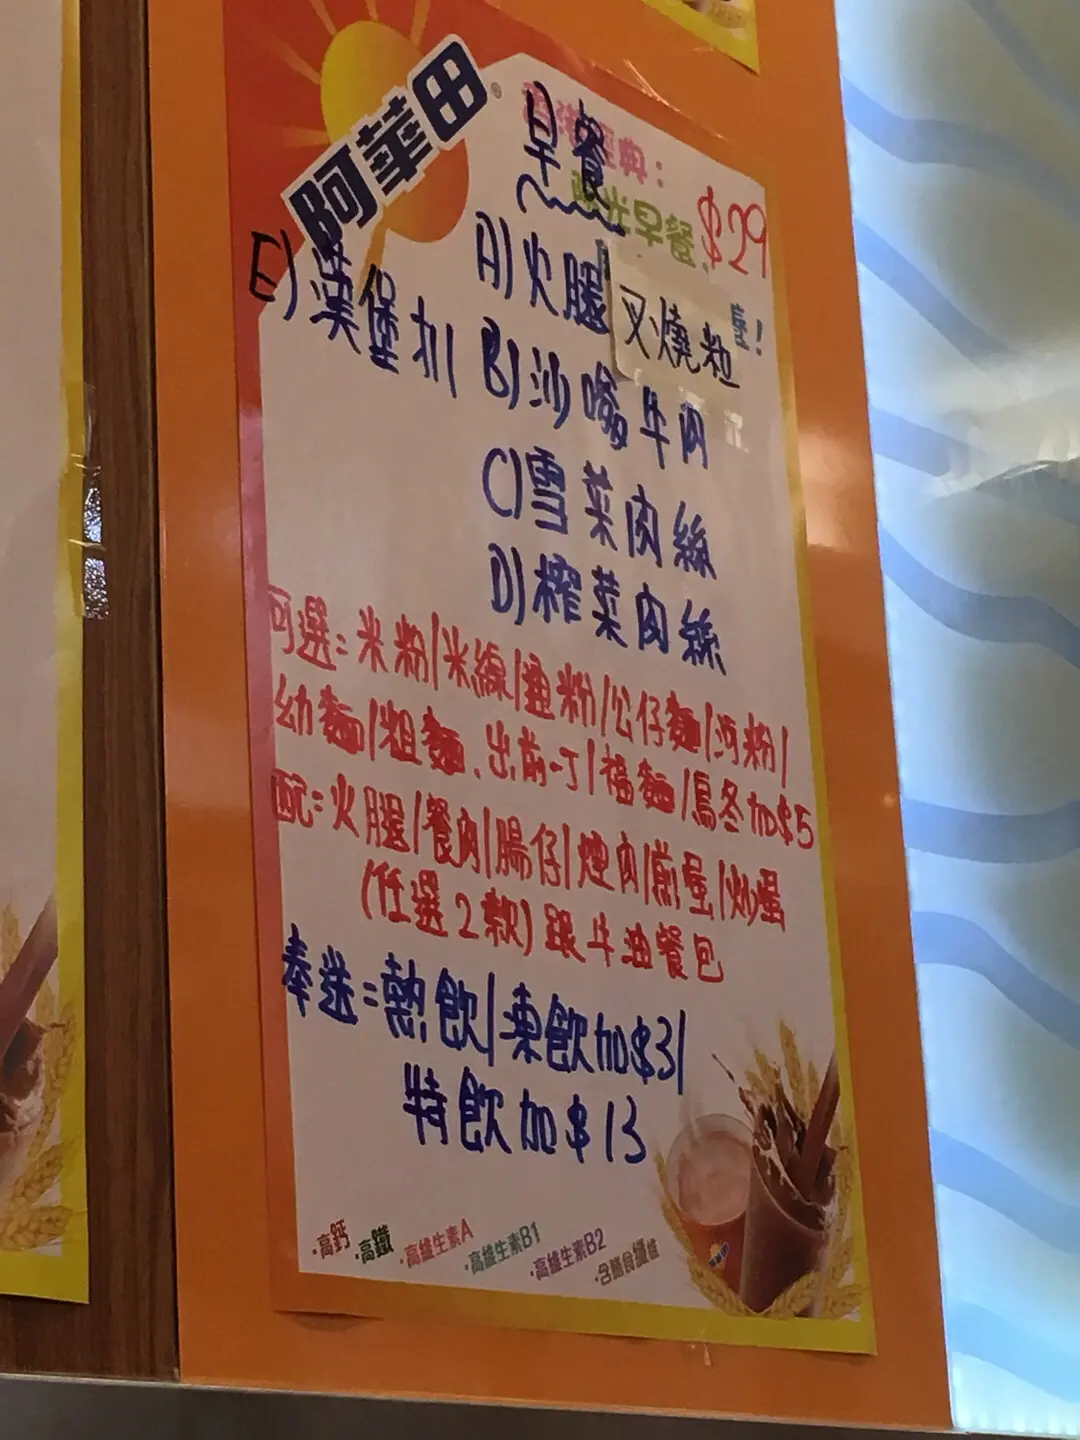 阿華田
早餐
陽光早餐 $29
A)火腿 叉燒粒
E)漢堡扒 B)沙嗲牛肉
C)雪菜肉絲
D)榨菜肉絲
可選:米粉/米線/通粉/公仔麵/河粉/
幼麵/粗麵、出前一丁/福麵/烏冬加$5
配:火腿/餐肉/腸仔/煙肉/煎蛋/炒蛋
(任選2款)跟牛油餐包
奉送:熱飲/凍飲加$3/
特飲加$13
·高鈣 ·高鐵 ·高維生素A ·高維生素B1 ·高維生素B2 ·含膳食纖維